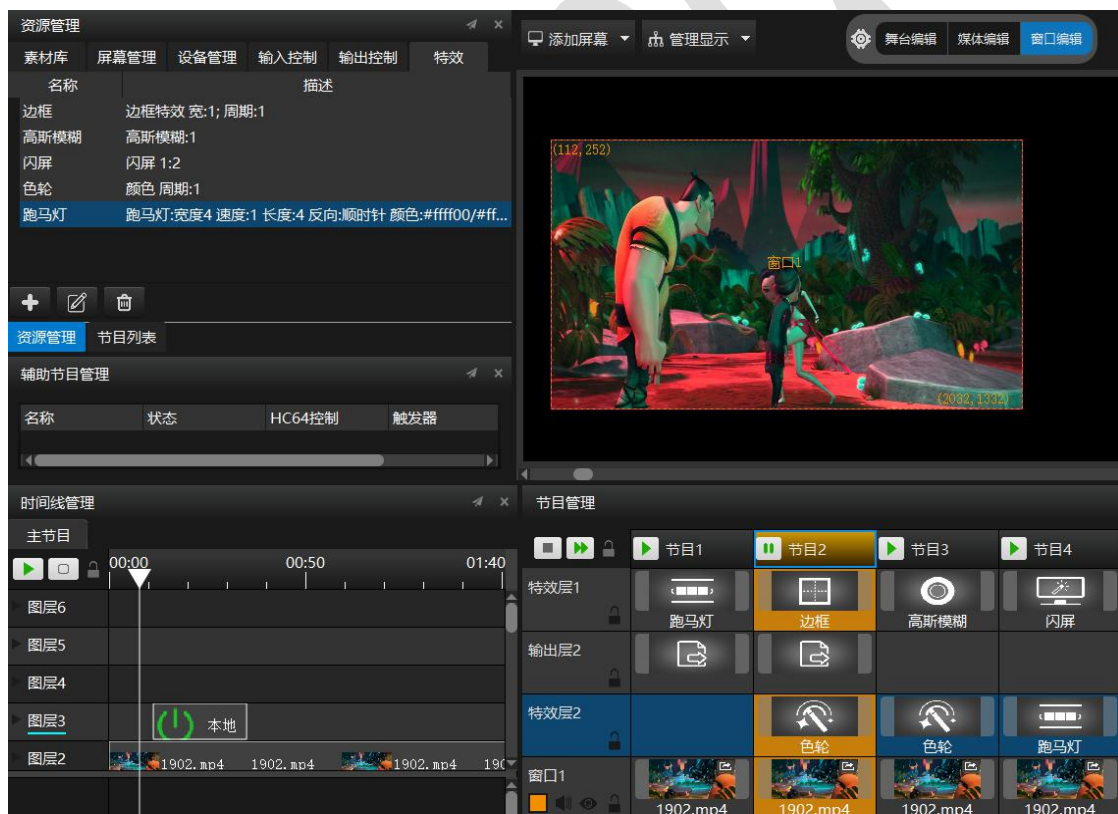 资源管理
素材库 屏幕管理 设备管理 输入控制 输出控制 特效
名称 描述
边框 边框特效 宽:1; 周期:1
高斯模糊 高斯模糊:1
闪屏 闪屏 1:2
色轮 颜色 周期:1
跑马灯 跑马灯:宽度4 速度:1 长度:4 反向:顺时针 颜色:#ffff00/#ff...
资源管理 节目列表
辅助节目管理
名称 状态 HC64控制 触发器
添加屏幕 管理显示 舞台编辑 媒体编辑 窗口编辑
(112,252)
窗口1
(2032,1332)
时间线管理
主节目
00:00 00:50 01:40
图层6
图层5
图层4
图层3 本地
图层2 1902.mp4 1902.mp4 1902.mp4 190
节目管理
节目1 节目2 节目3 节目4
特效层1 跑马灯 边框 高斯模糊 闪屏
输出层2
特效层2 色轮 色轮 跑马灯
窗口1 1902.mp4 1902.mp4 1902.mp4 1902.mp4